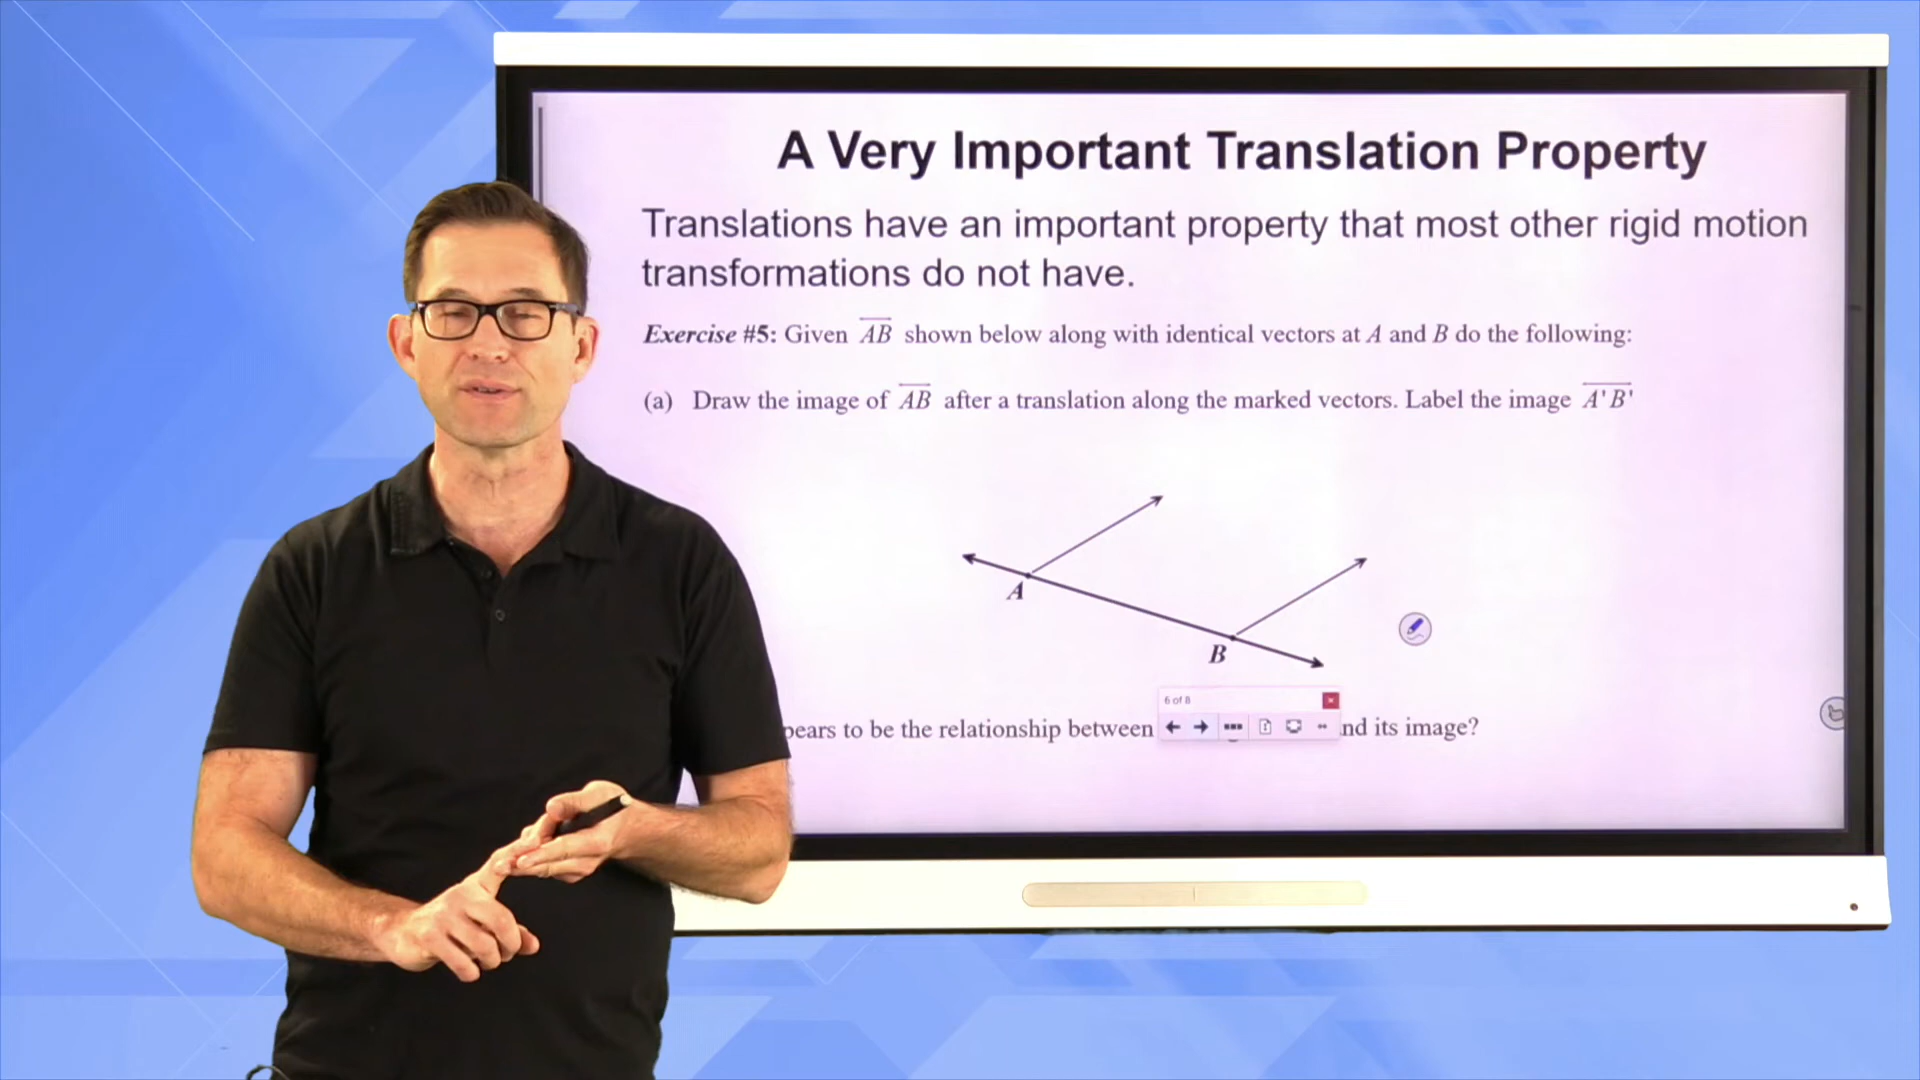 A Very Important Translation Property
Translations have an important property that most other rigid motion
transformations do not have.
Exercise #5: Given AB shown below along with identical vectors at A and B do the following:
(a) Draw the image of AB after a translation along the marked vectors. Label the image A'B'
A
B
6 of 8
to be the relationship between its image?